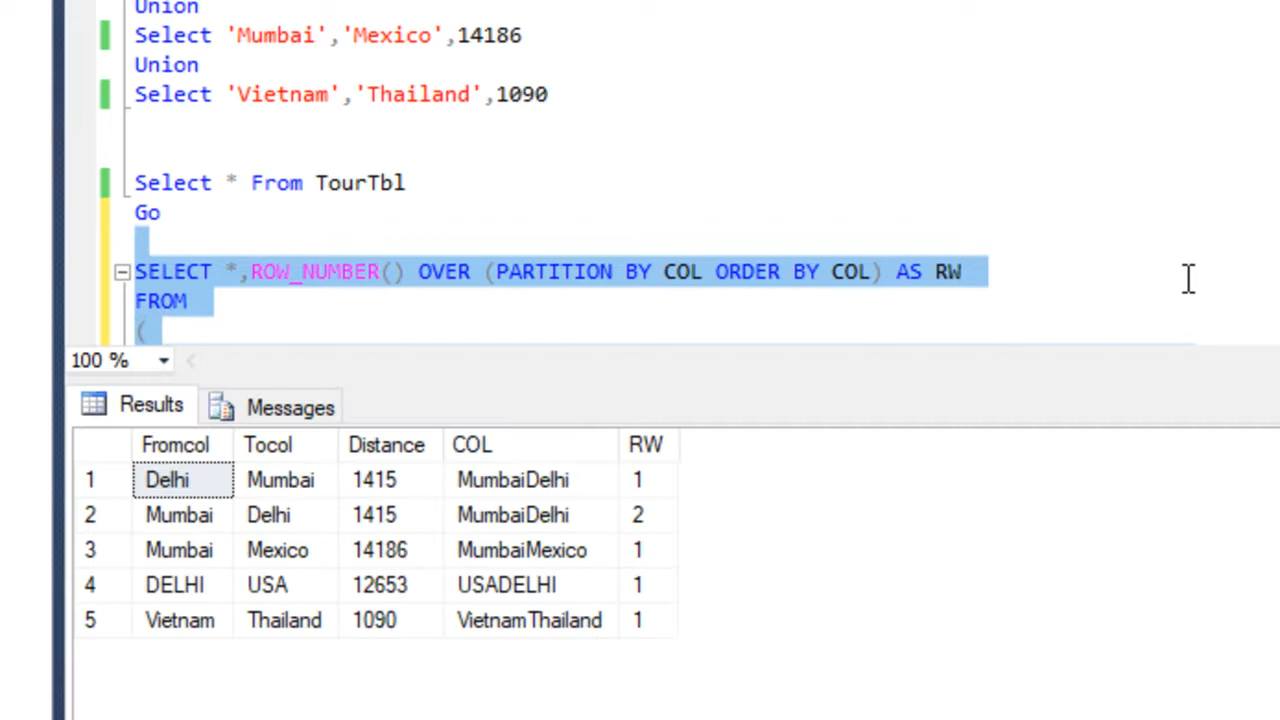 Union
Select 'Mumbai','Mexico',14186
Union
Select 'Vietnam','Thailand',1090
Select * From TourTbl
Go
SELECT *,ROW_NUMBER() OVER (PARTITION BY COL ORDER BY COL) AS RW
FROM
(
100 %
Results Messages
Fromcol Tocol Distance COL RW
1 Delhi Mumbai 1415 MumbaiDelhi 1
2 Mumbai Delhi 1415 MumbaiDelhi 2
3 Mumbai Mexico 14186 MumbaiMexico 1
4 DELHI USA 12653 USADELHI 1
5 Vietnam Thailand 1090 VietnamThailand 1